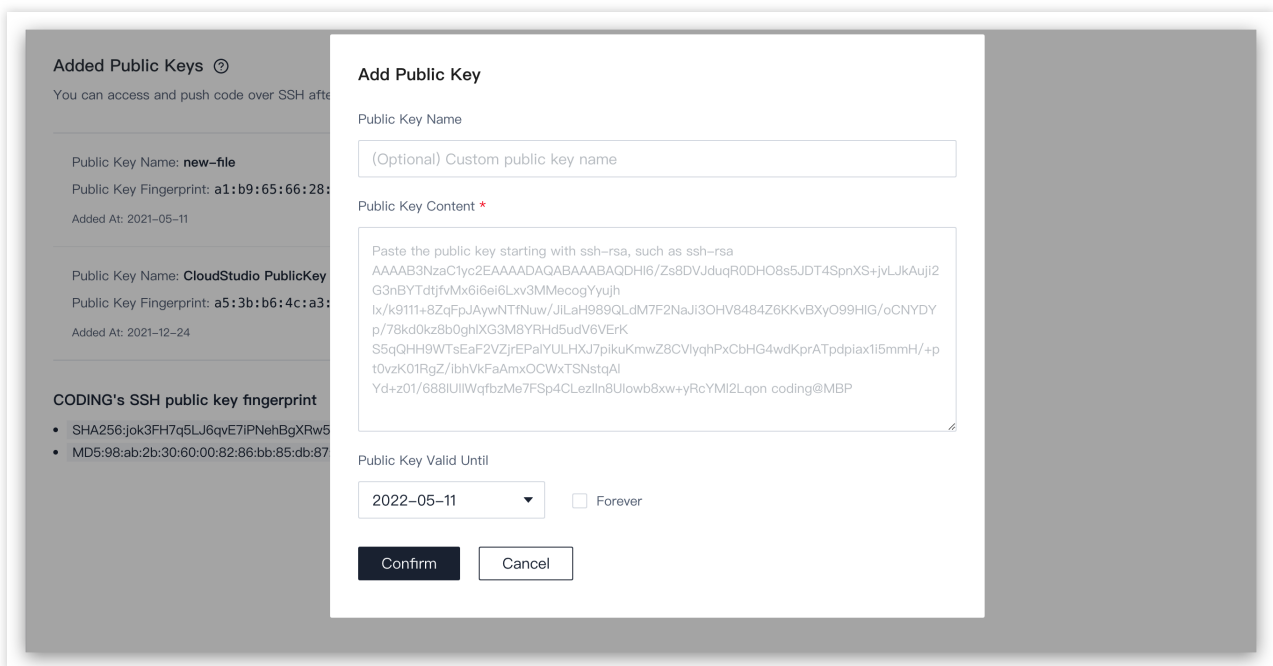 Added Public Keys ?
You can access and push code over SSH afte
Public Key Name: new-file
Public Key Fingerprint: a1:b9:65:66:28:
Added At: 2021-05-11
Public Key Name: CloudStudio PublicKey
Public Key Fingerprint: a5:3b:b6:4c:a3:
Added At: 2021-12-24
CODING's SSH public key fingerprint
• SHA256:jok3FH7q5LJ6qvE7iPNehBgXRw5
• MD5:98:ab:2b:30:60:00:82:86:bb:85:db:87
Add Public Key
Public Key Name
(Optional) Custom public key name
Public Key Content *
Paste the public key starting with ssh-rsa, such as ssh-rsa
AAAAB3NzaC1yc2EAAAADAQABAAABAQDHI6/Zs8DVJduqR0DHO8s5JDT4SpnXS+jvLJkAuji2
G3nBYTdtjfvMx6i6ei6Lxv3MMecogYyujh
lx/k9111+8ZqFpJAywNTfNuw/JiLaH989QLdM7F2NaJi3OHV8484Z6KKvBXyO99HlG/oCNYDY
p/78kd0kz8b0ghlXG3M8YRHd5udV6VErK
S5qQHH9WTsEaF2VZjrEPalYULHXJ7pikuKmwZ8CVlyqhPxCbHG4wdKprATpdpiax1i5mmH/+p
t0vzK01RgZ/ibhVkFaAmxOCWxTSNstqAl
Yd+z01/688lUllWqfbzMe7FSp4CLezlln8Ulowb8xw+yRcYMl2Lqon coding@MBP
Public Key Valid Until
2022-05-11
Forever
Confirm
Cancel